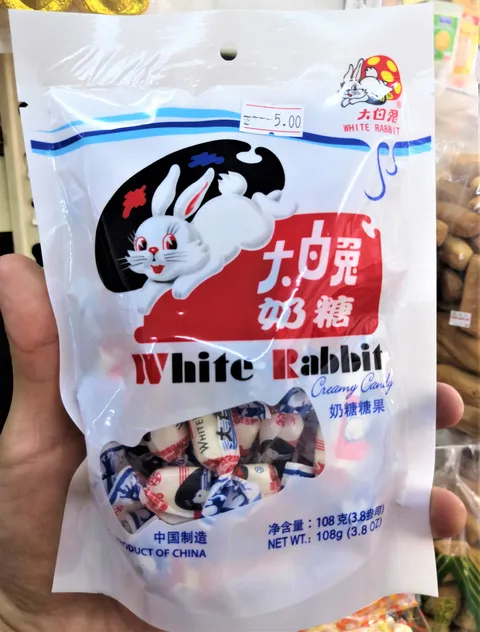 5.00
大白兔
WHITE RABBIT
大白兔
奶糖
White Rabbit
Creamy Candy
奶糖糖果
WHITE
中国制造
PRODUCT OF CHINA
净含量：108克(3.8盎司)
NET WT.：108g (3.8 OZ)